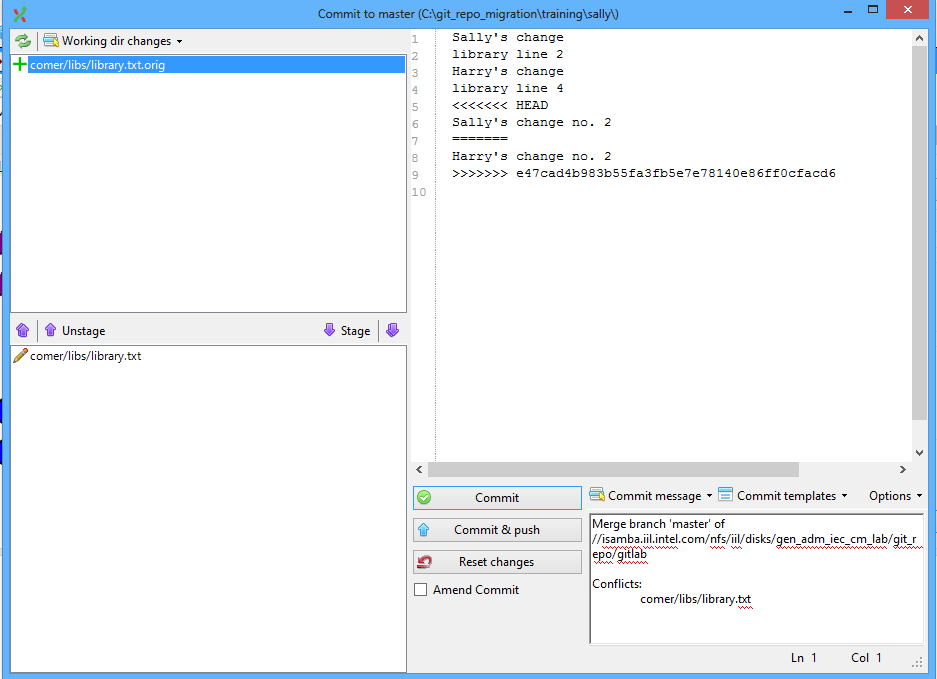 Commit to master (C:\git_repo_migration\training\sally\)
Working dir changes
comer/libs/library.txt.orig
1 Sally's change
2 library line 2
3 Harry's change
4 library line 4
5 <<<<<<< HEAD
6 Sally's change no. 2
7 =======
8 Harry's change no. 2
9 >>>>>>> e47cad4b983b55fa3fb5e7e78140e86ff0cfacd6
10
Unstage Stage
comer/libs/library.txt
Commit
Commit & push
Reset changes
Amend Commit
Commit message Commit templates Options
Merge branch 'master' of
//isamba.iil.intel.com/nfs/iil/disks/gen_adm_iec_cm_lab/git_r
epo/gitlab
Conflicts:
comer/libs/library.txt
Ln 1 Col 1